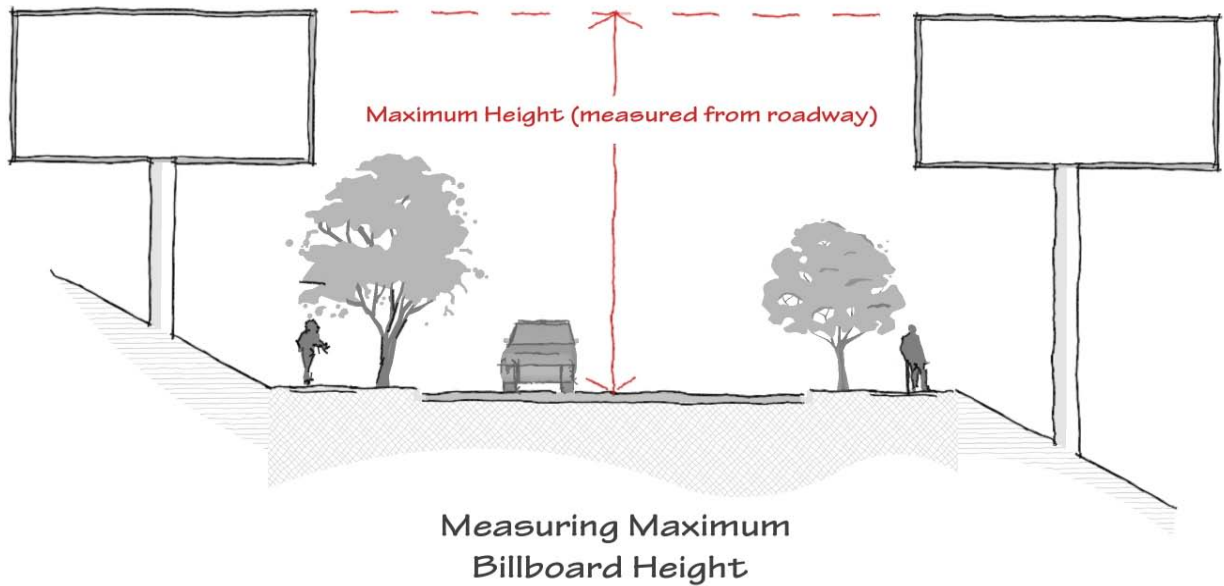 Maximum Height (measured from roadway)
Measuring Maximum
Billboard Height